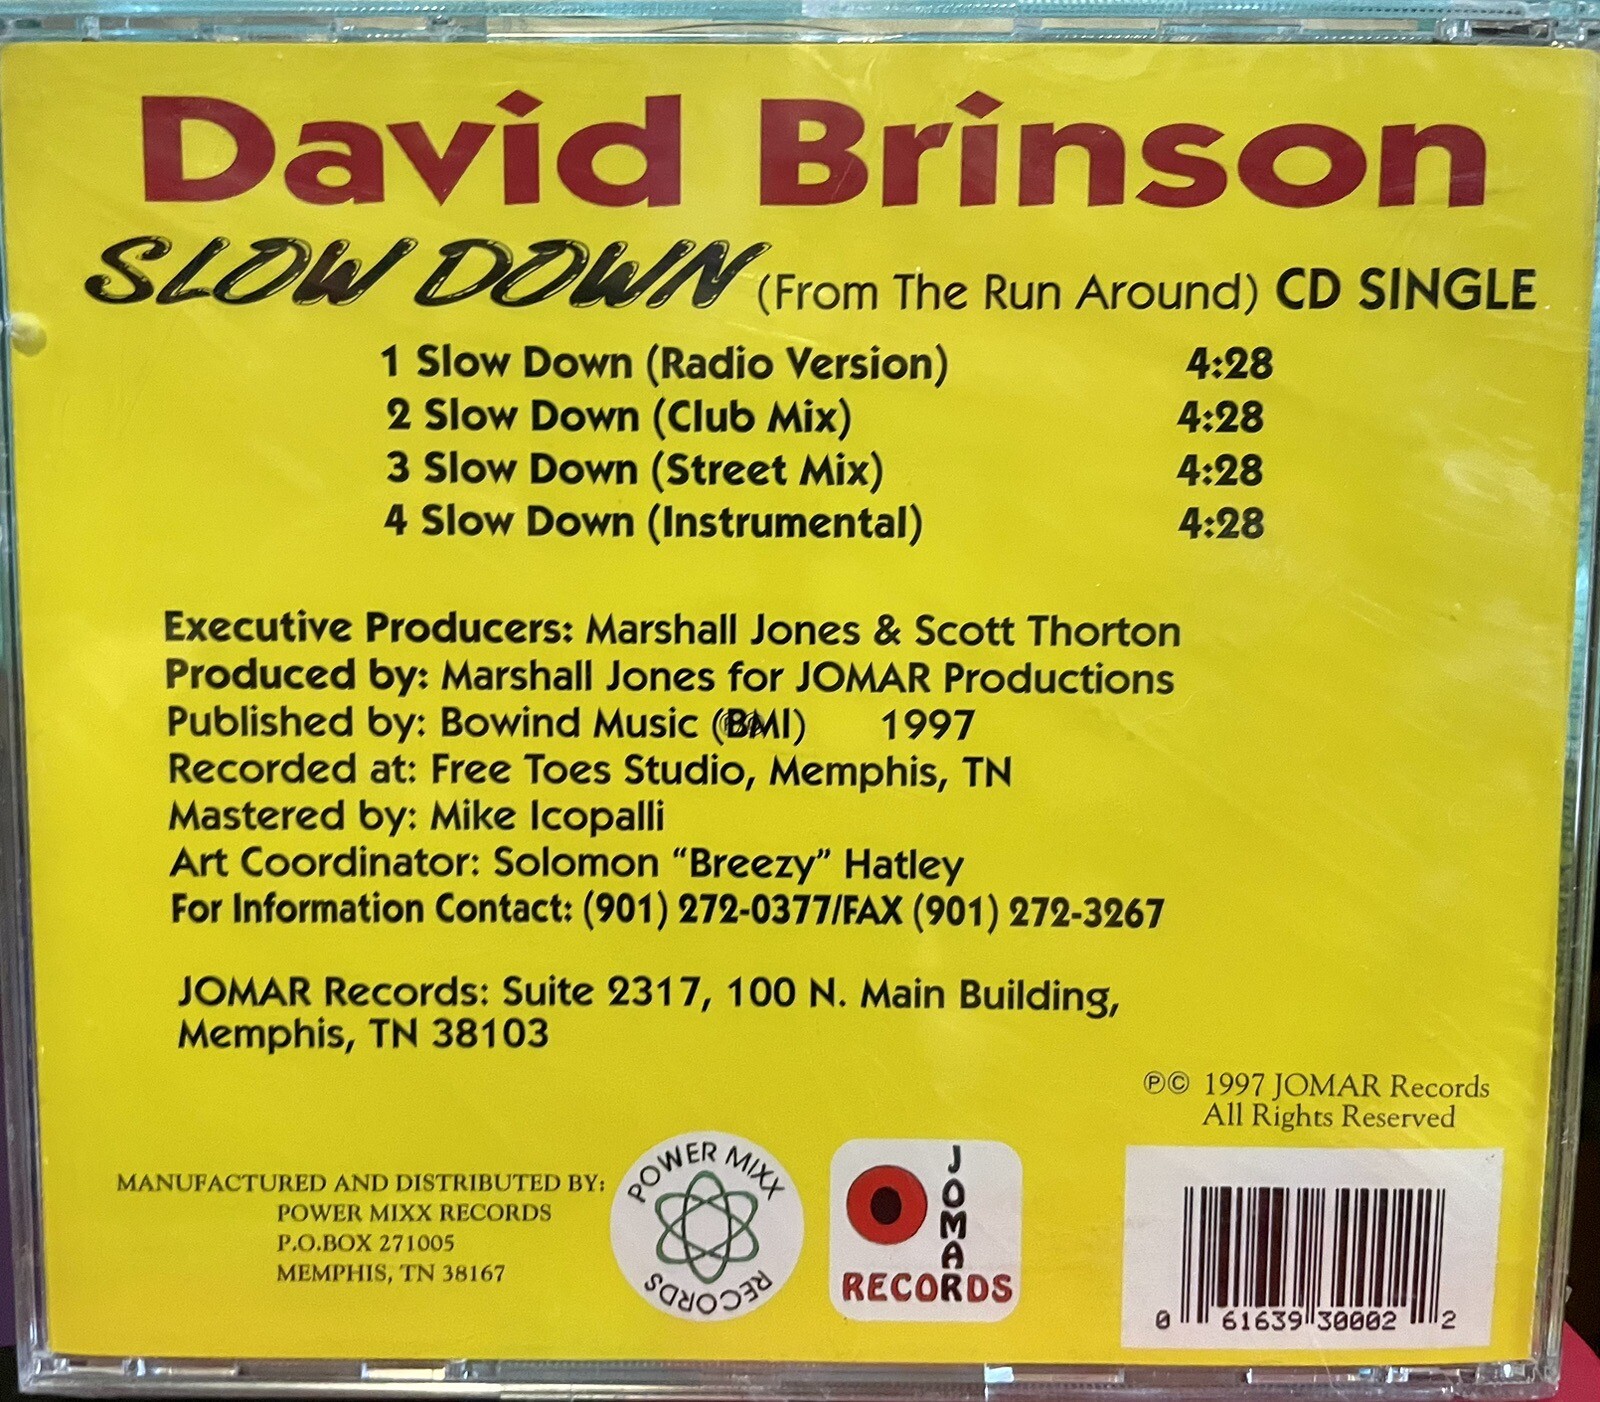 David Brinson
SLOW DOWN (From The Run Around) CD SINGLE
1 Slow Down (Radio Version) 4:28
2 Slow Down (Club Mix) 4:28
3 Slow Down (Street Mix) 4:28
4 Slow Down (Instrumental) 4:28
Executive Producers: Marshall Jones & Scott Thorton
Produced by: Marshall Jones for JOMAR Productions
Published by: Bowind Music (BMI) 1997
Recorded at: Free Toes Studio, Memphis, TN
Mastered by: Mike Icopalli
Art Coordinator: Solomon “Breezy” Hatley
For Information Contact: (901) 272-0377/FAX (901) 272-3267
JOMAR Records: Suite 2317, 100 N. Main Building,
Memphis, TN 38103
℗© 1997 JOMAR Records
All Rights Reserved
MANUFACTURED AND DISTRIBUTED BY:
POWER MIXX RECORDS
P.O.BOX 271005
MEMPHIS, TN 38167
POWER MIXX
RECORDS
JOMAR
RECORDS
0 61639 30002 2